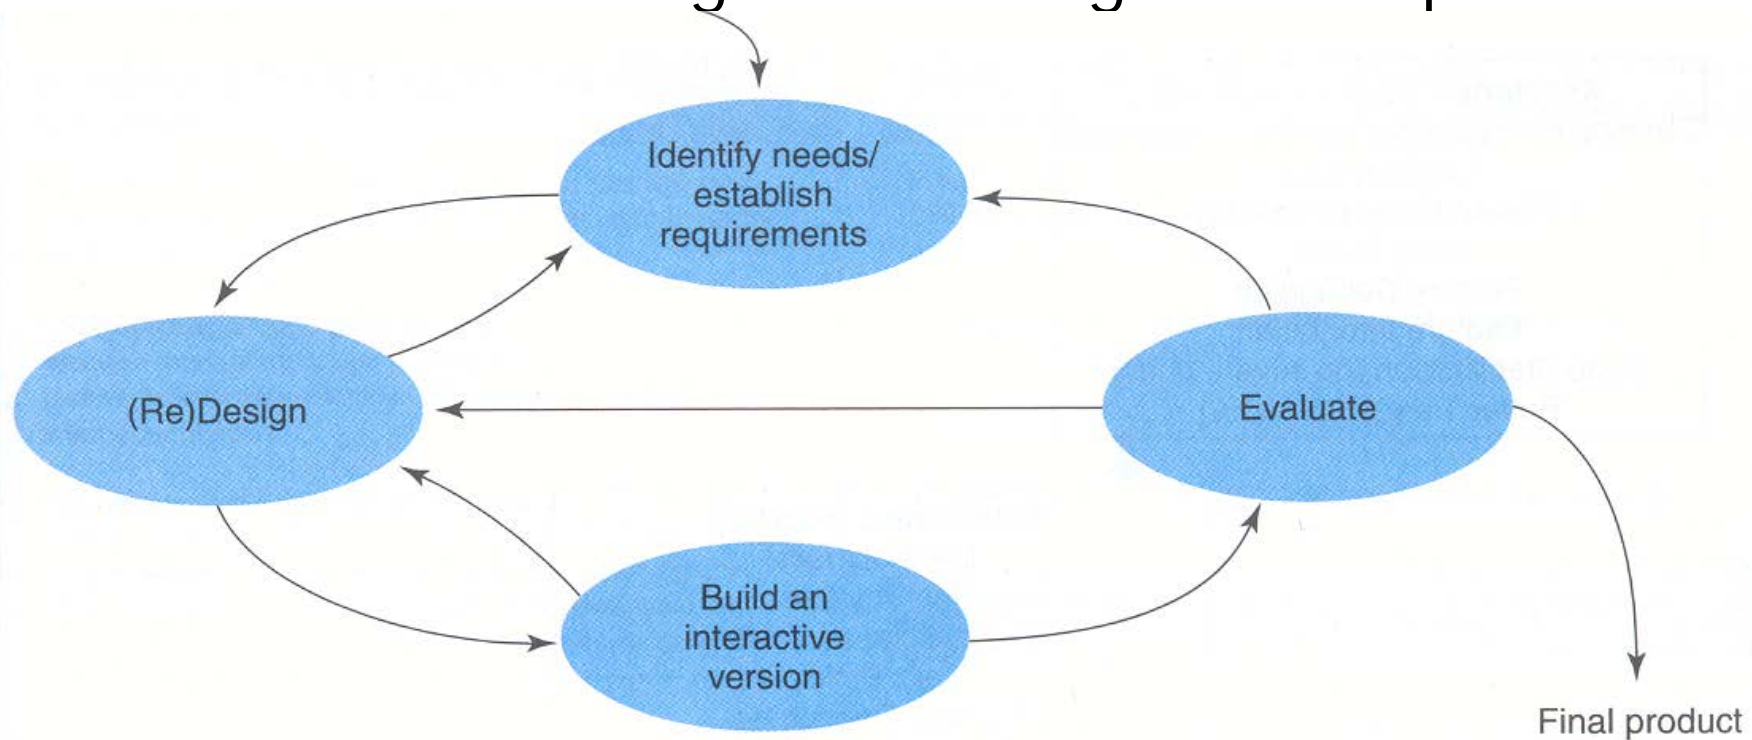 Identify needs/
establish
requirements
(Re)Design
Evaluate
Build an
interactive
version
Final product